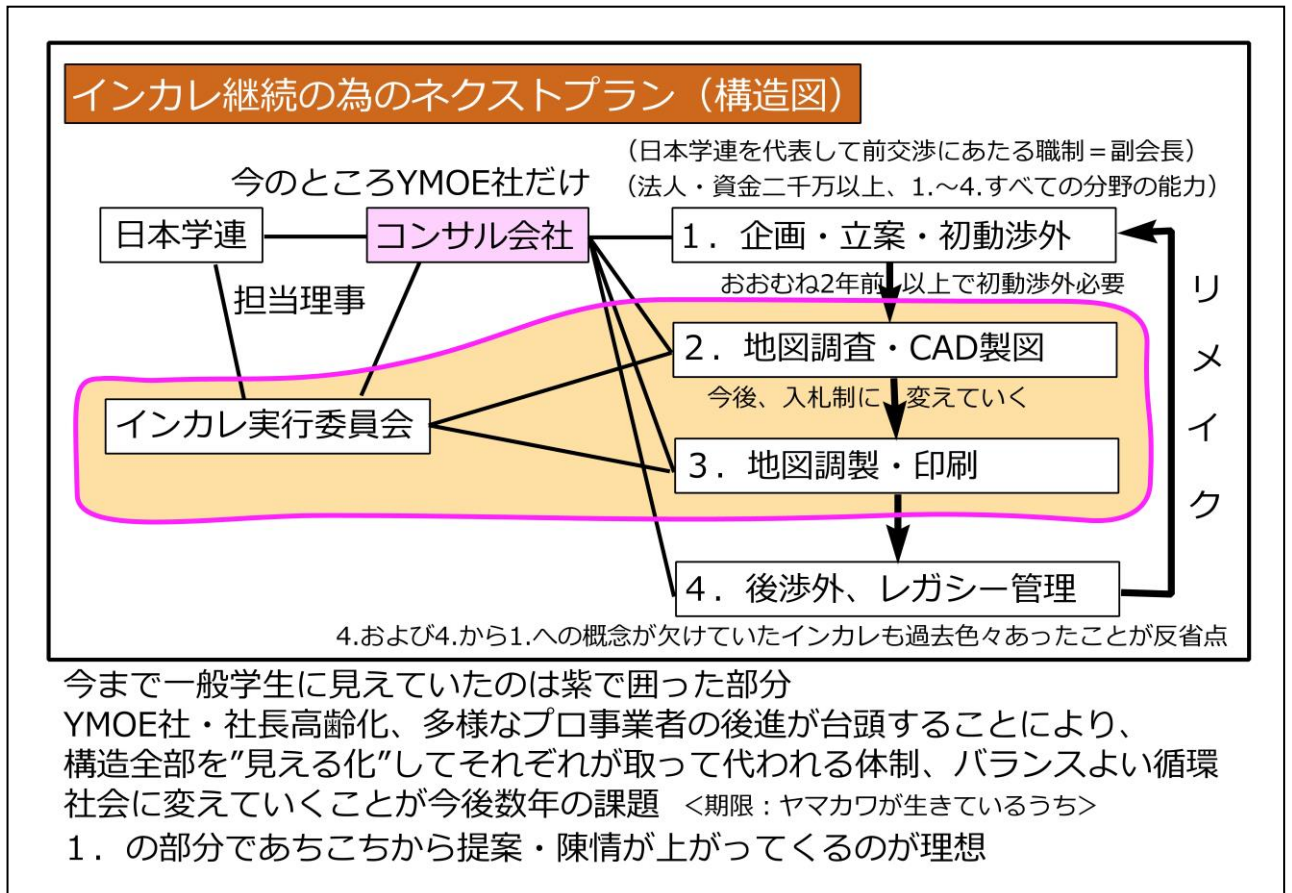 インカレ継続の為のネクストプラン（構造図）
（日本学連を代表して前交渉にあたる職制＝副会長）
今のところYMOE社だけ
（法人・資金二千万以上、1.～4.すべての分野の能力）
日本学連
コンサル会社
１．企画・立案・初動渉外
おおむね2年前 以上で初動渉外必要
担当理事
２．地図調査・CAD製図
今後、入札制に 変えていく
インカレ実行委員会
３．地図調製・印刷
リメイク
４．後渉外、レガシー管理
4.および4.から1.への概念が欠けていたインカレも過去色々あったことが反省点
今まで一般学生に見えていたのは紫で囲った部分
YMOE社・社長高齢化、多様なプロ事業者の後進が台頭することにより、
構造全部を”見える化”してそれぞれが取って代われる体制、バランスよい循環
社会に変えていくことが今後数年の課題 ＜期限：ヤマカワが生きているうち＞
１．の部分であちこちから提案・陳情が上がってくるのが理想